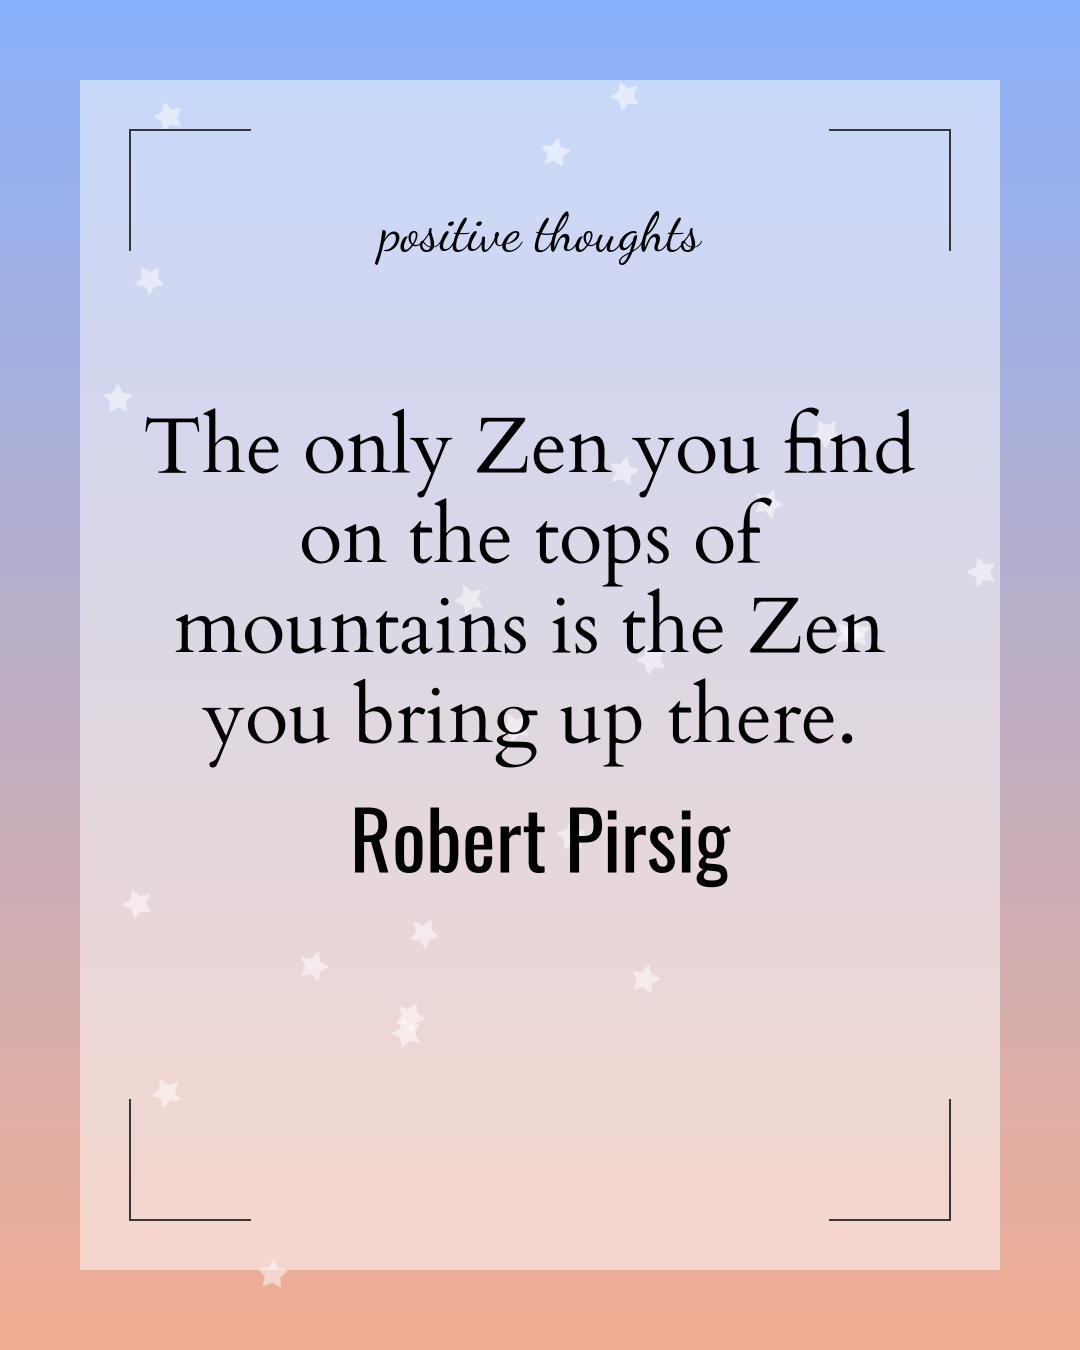 positive thoughts
The only Zen you find
on the tops of
mountains is the Zen
you bring up there.
Robert Pirsig